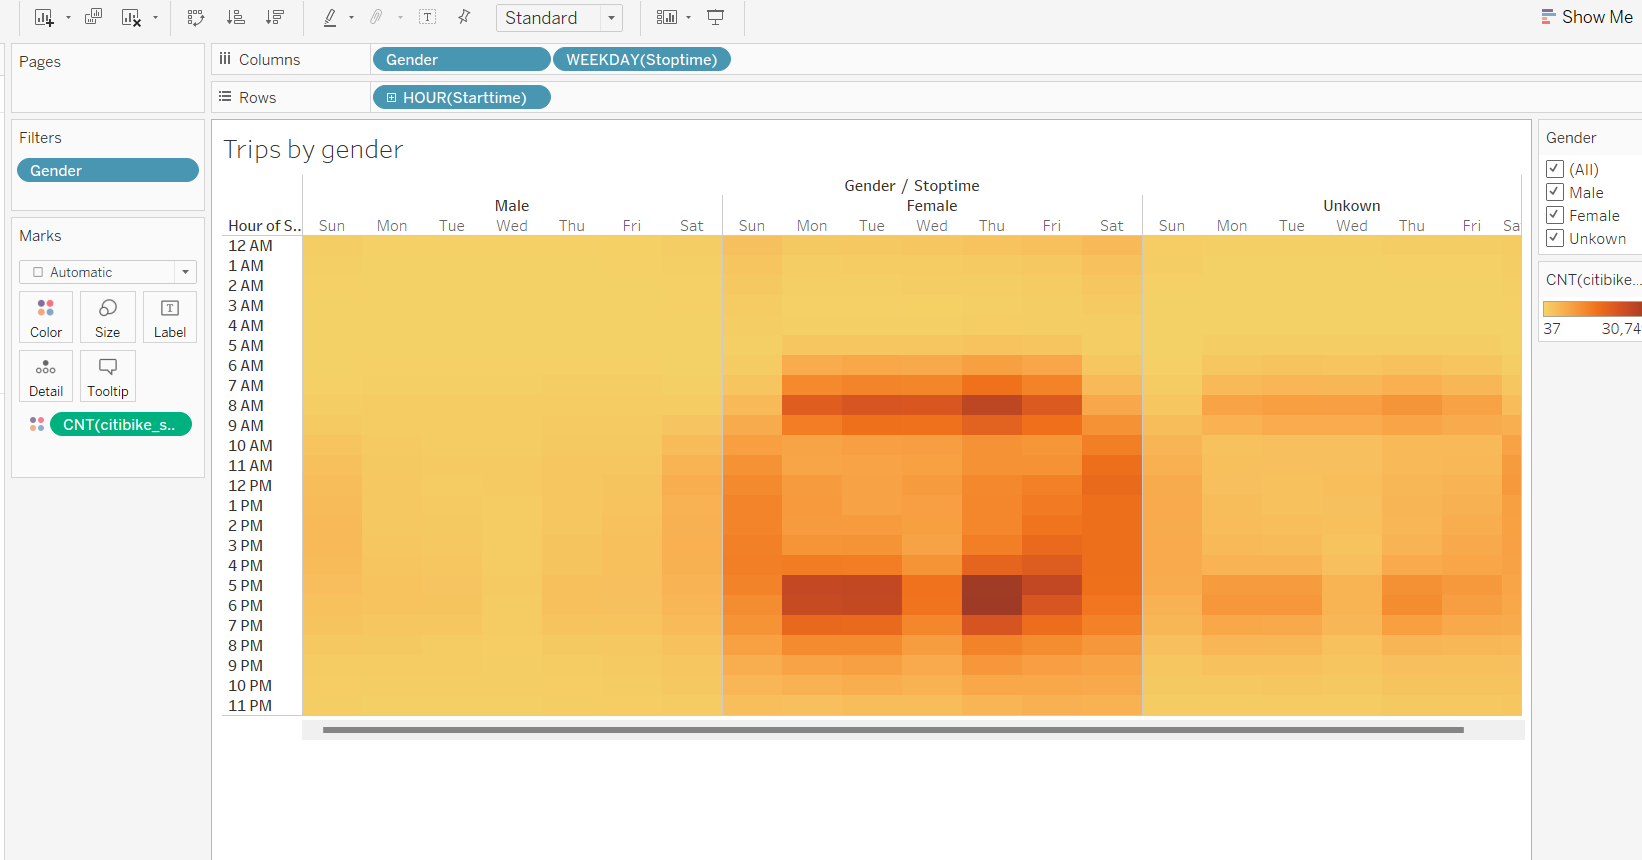 Standard
Show Me
Pages
Columns
Gender
WEEKDAY(Stoptime)
Rows
HOUR(Starttime)
Filters
Gender
Marks
Automatic
Color
Size
Label
Detail
Tooltip
CNT(citibike_s..
Trips by gender
Gender / Stoptime
Male
Female
Unkown
Hour of S..
Sun Mon Tue Wed Thu Fri Sat Sun Mon Tue Wed Thu Fri Sat Sun Mon Tue Wed Thu Fri Sa
12 AM
1 AM
2 AM
3 AM
4 AM
5 AM
6 AM
7 AM
8 AM
9 AM
10 AM
11 AM
12 PM
1 PM
2 PM
3 PM
4 PM
5 PM
6 PM
7 PM
8 PM
9 PM
10 PM
11 PM
Gender
(All)
Male
Female
Unkown
CNT(citibike...
37 30,74